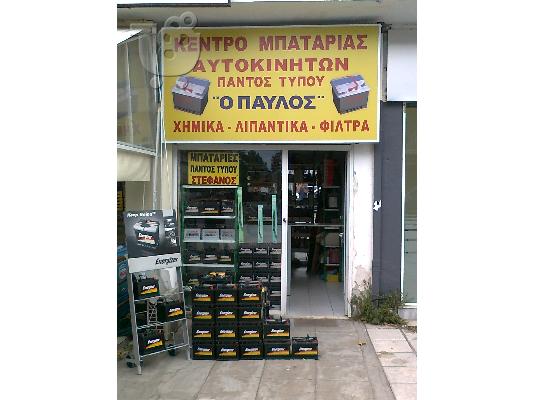 ΚΕΝΤΡΟ ΜΠΑΤΑΡΙΑΣ
ΑΥΤΟΚΙΝΗΤΩΝ
ΠΑΝΤΟΣ ΤΥΠΟΥ
"Ο ΠΑΥΛΟΣ"
ΧΗΜΙΚΑ - ΛΙΠΑΝΤΙΚΑ - ΦΙΛΤΡΑ
ΜΠΑΤΑΡΙΕΣ
ΠΑΝΤΟΣ ΤΥΠΟΥ
ΣΤΕΦΑΝΟΣ
Energizer